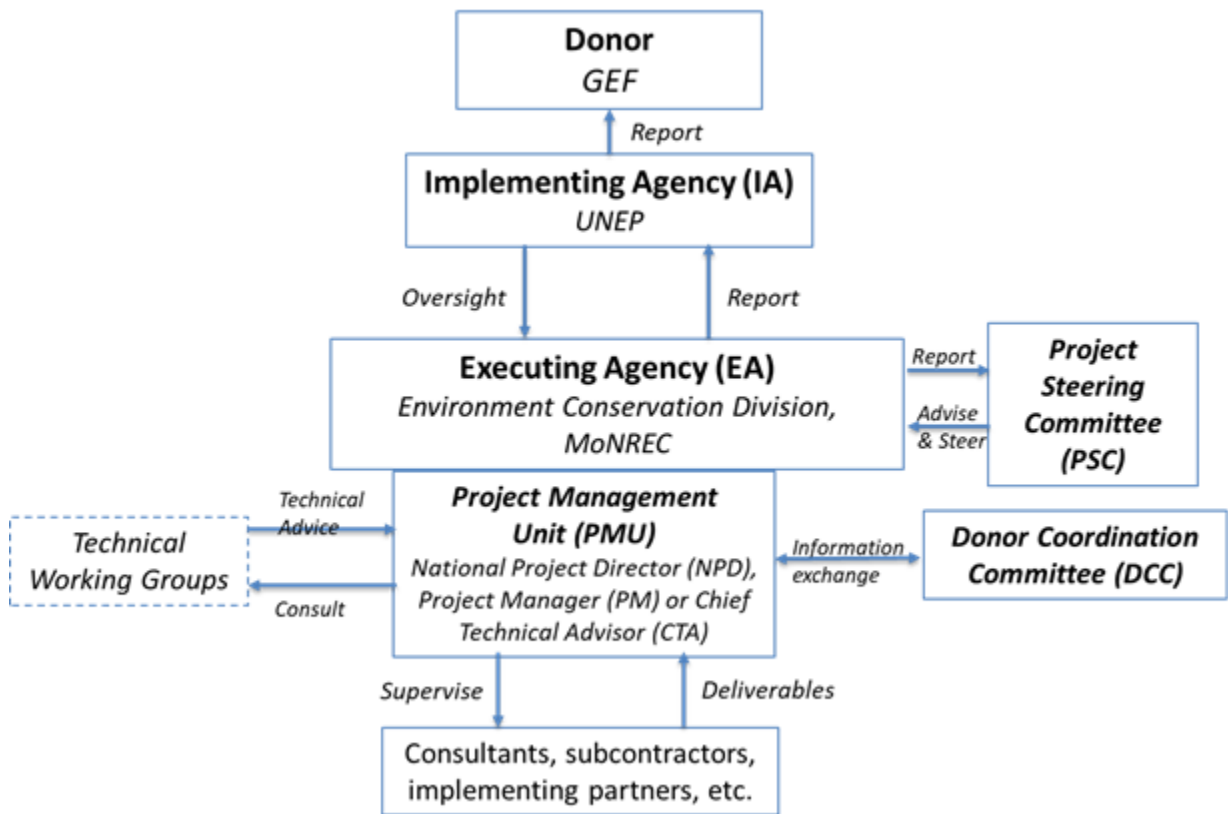 Donor
GEF
Report
Implementing Agency (IA)
UNEP
Oversight
Report
Executing Agency (EA)
Environment Conservation Division,
MoNREC
Report
Advise
& Steer
Project
Steering
Committee
(PSC)
Technical
Advice
Technical
Working Groups
Consult
Project Management
Unit (PMU)
National Project Director (NPD),
Project Manager (PM) or Chief
Technical Advisor (CTA)
Information
exchange
Donor Coordination
Committee (DCC)
Supervise
Deliverables
Consultants, subcontractors,
implementing partners, etc.